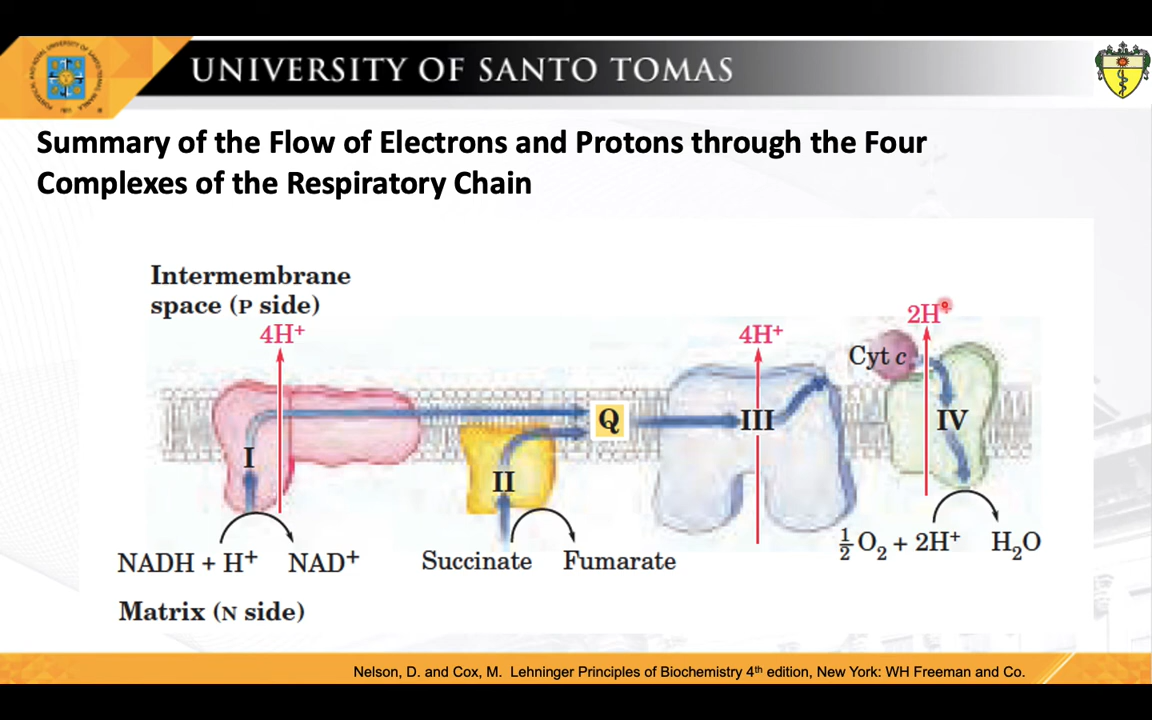 UNIVERSITY OF SANTO TOMAS
Summary of the Flow of Electrons and Protons through the Four
Complexes of the Respiratory Chain
Intermembrane
space (P side)
4H⁺
4H⁺
2H⁺
Cyt c
Q
III
IV
I
II
NADH + H⁺
NAD⁺
Succinate
Fumarate
½O₂ + 2H⁺
H₂O
Matrix (N side)
Nelson, D. and Cox, M. Lehninger Principles of Biochemistry 4th edition, New York: WH Freeman and Co.